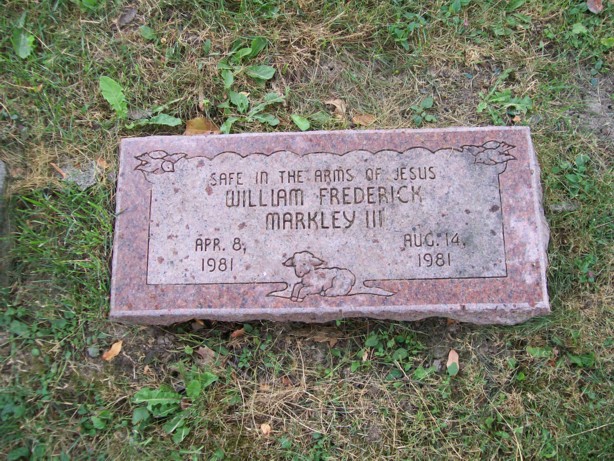 SAFE IN THE ARMS OF JESUS
WILLIAM FREDERICK
MARKLEY III
APR. 8,
1981
AUG. 14,
1981